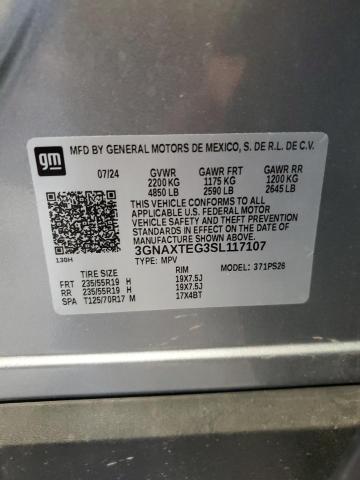 gm
MFD BY GENERAL MOTORS DE MEXICO, S. DE R.L. DE C.V.
07/24 GVWR GAWR FRT GAWR RR
2200 KG 1175 KG 1200 KG
4850 LB 2590 LB 2645 LB
THIS VEHICLE CONFORMS TO ALL
APPLICABLE U.S. FEDERAL MOTOR
VEHICLE SAFETY AND THEFT PREVENTION
STANDARDS IN EFFECT ON THE DATE OF
MANUFACTURE SHOWN ABOVE.
3GNAXTEG3SL117107
130H TYPE: MPV 371PS26
TIRE SIZE RIM
FRT 235/55R19 H 19X7.5J
RR 235/55R19 H 19X7.5J
SPA T125/70R17 M 17X4BT